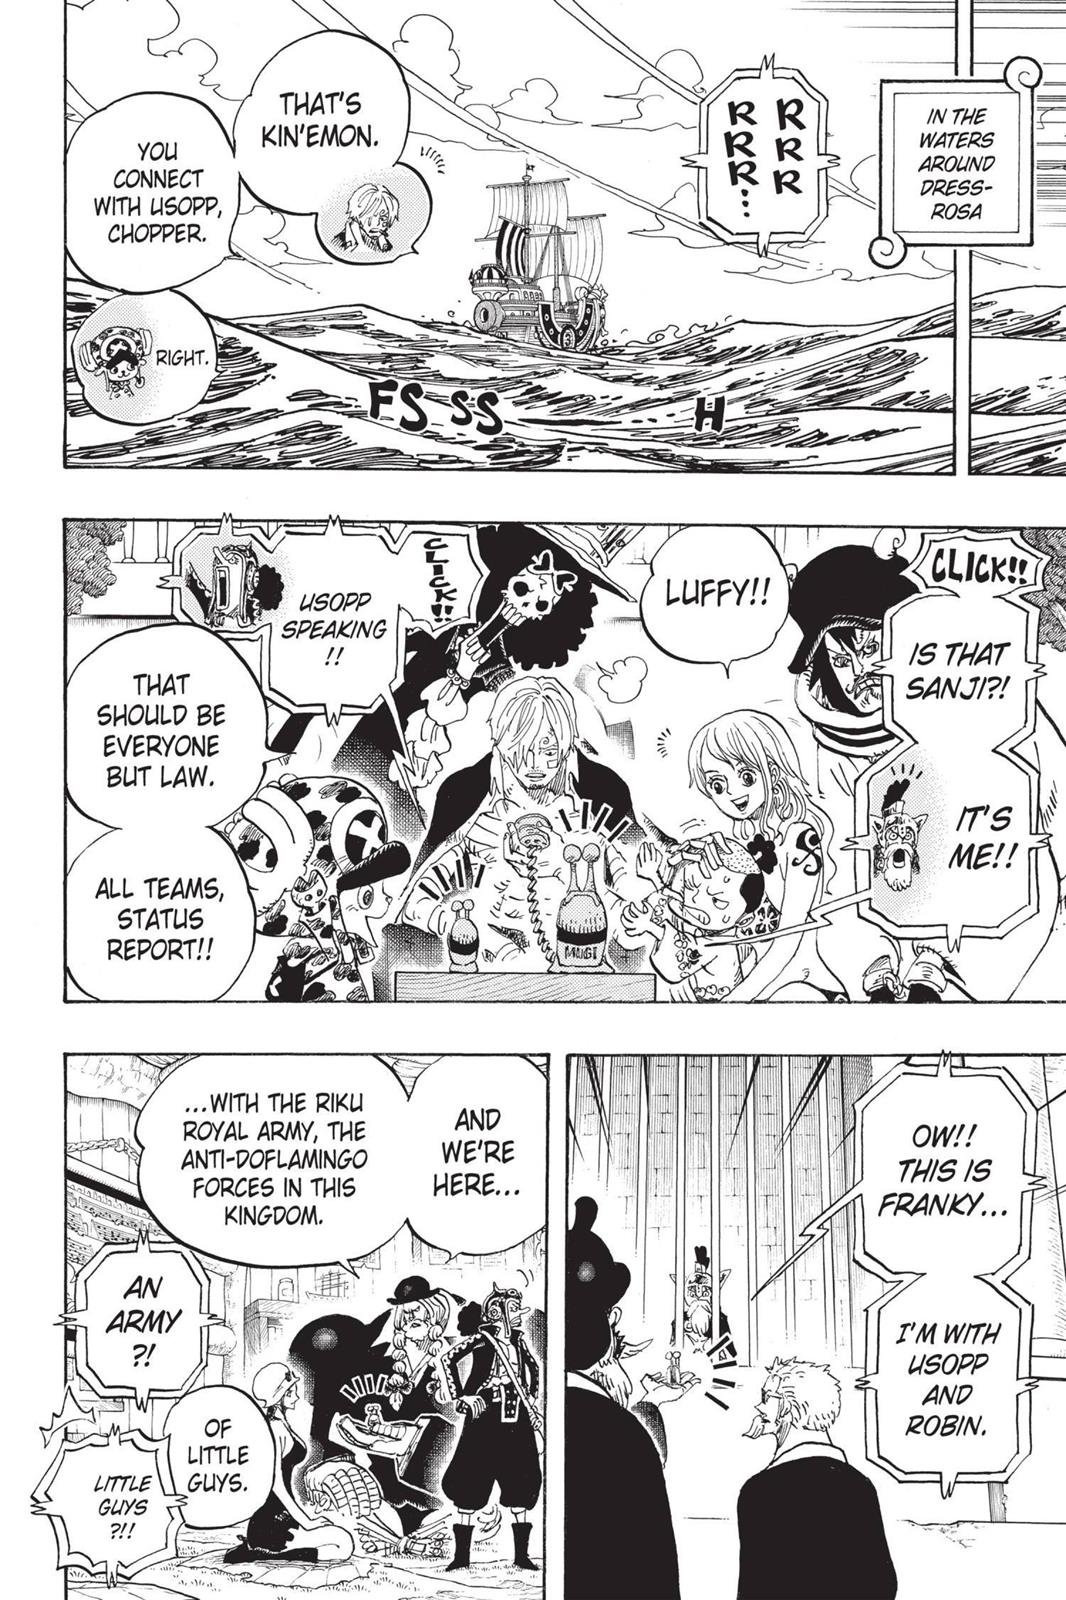 IN THE
WATERS
AROUND
DRESS-
ROSA
RRR
RRR...
THAT'S
KIN'EMON.
YOU
CONNECT
WITH USOPP,
CHOPPER.
RIGHT.
FSSS
H
CLICK!!
IS THAT
SANJI?!
IT'S
ME!!
LUFFY!!
CLICK!!
USOPP
SPEAKING
!!
THAT
SHOULD BE
EVERYONE
BUT LAW.
ALL TEAMS,
STATUS
REPORT!!
MUGI
OW!!
THIS IS
FRANKY...
I'M WITH
USOPP
AND
ROBIN.
AND
WE'RE
HERE...
...WITH THE RIKU
ROYAL ARMY, THE
ANTI-DOFLAMINGO
FORCES IN THIS
KINGDOM.
AN
ARMY
?!
OF
LITTLE
GUYS.
LITTLE
GUYS
?!!